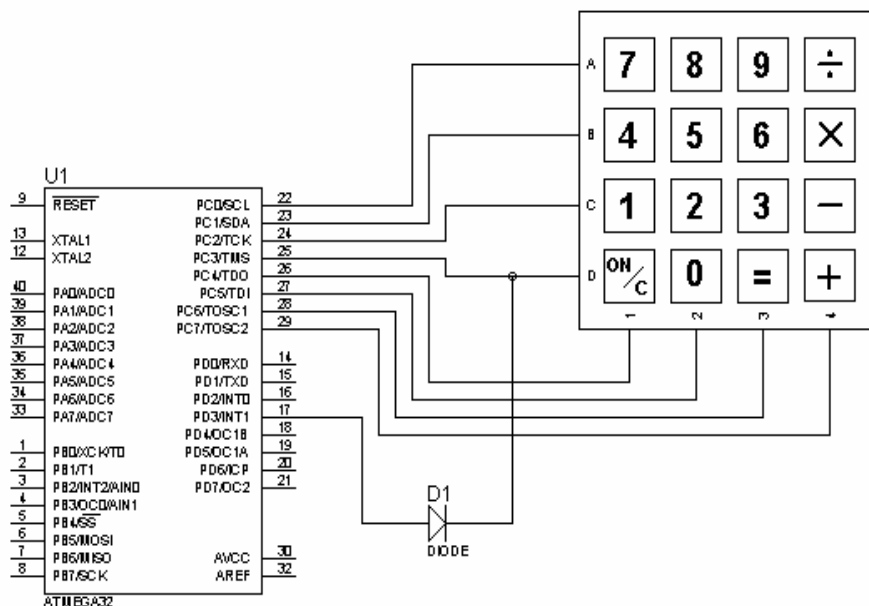 U1
9 RESET
13 XTAL1
12 XTAL2
40 PA0/ADC0
39 PA1/ADC1
38 PA2/ADC2
37 PA3/ADC3
36 PA4/ADC4
35 PA5/ADC5
34 PA6/ADC6
33 PA7/ADC7
1 PB0/XCK/T0
2 PB1/T1
3 PB2/INT2/AIN0
4 PB3/OC0/AIN1
5 PB4/SS
6 PB5/MOSI
7 PB6/MISO
8 PB7/SCK
PC0/SCL 22
PC1/SDA 23
PC2/TCK 24
PC3/TMS 25
PC4/TDO 26
PC5/TDI 27
PC6/TOSC1 28
PC7/TOSC2 29
PD0/RXD 14
PD1/TXD 15
PD2/INT0 16
PD3/INT1 17
PD4/OC1B 18
PD5/OC1A 19
PD6/ICP 20
PD7/OC2 21
AVCC 30
AREF 32
ATMEGA32
D1
DIODE
A 7 8 9 ÷
B 4 5 6 ×
C 1 2 3 −
D ON/C 0 = +
1 2 3 4